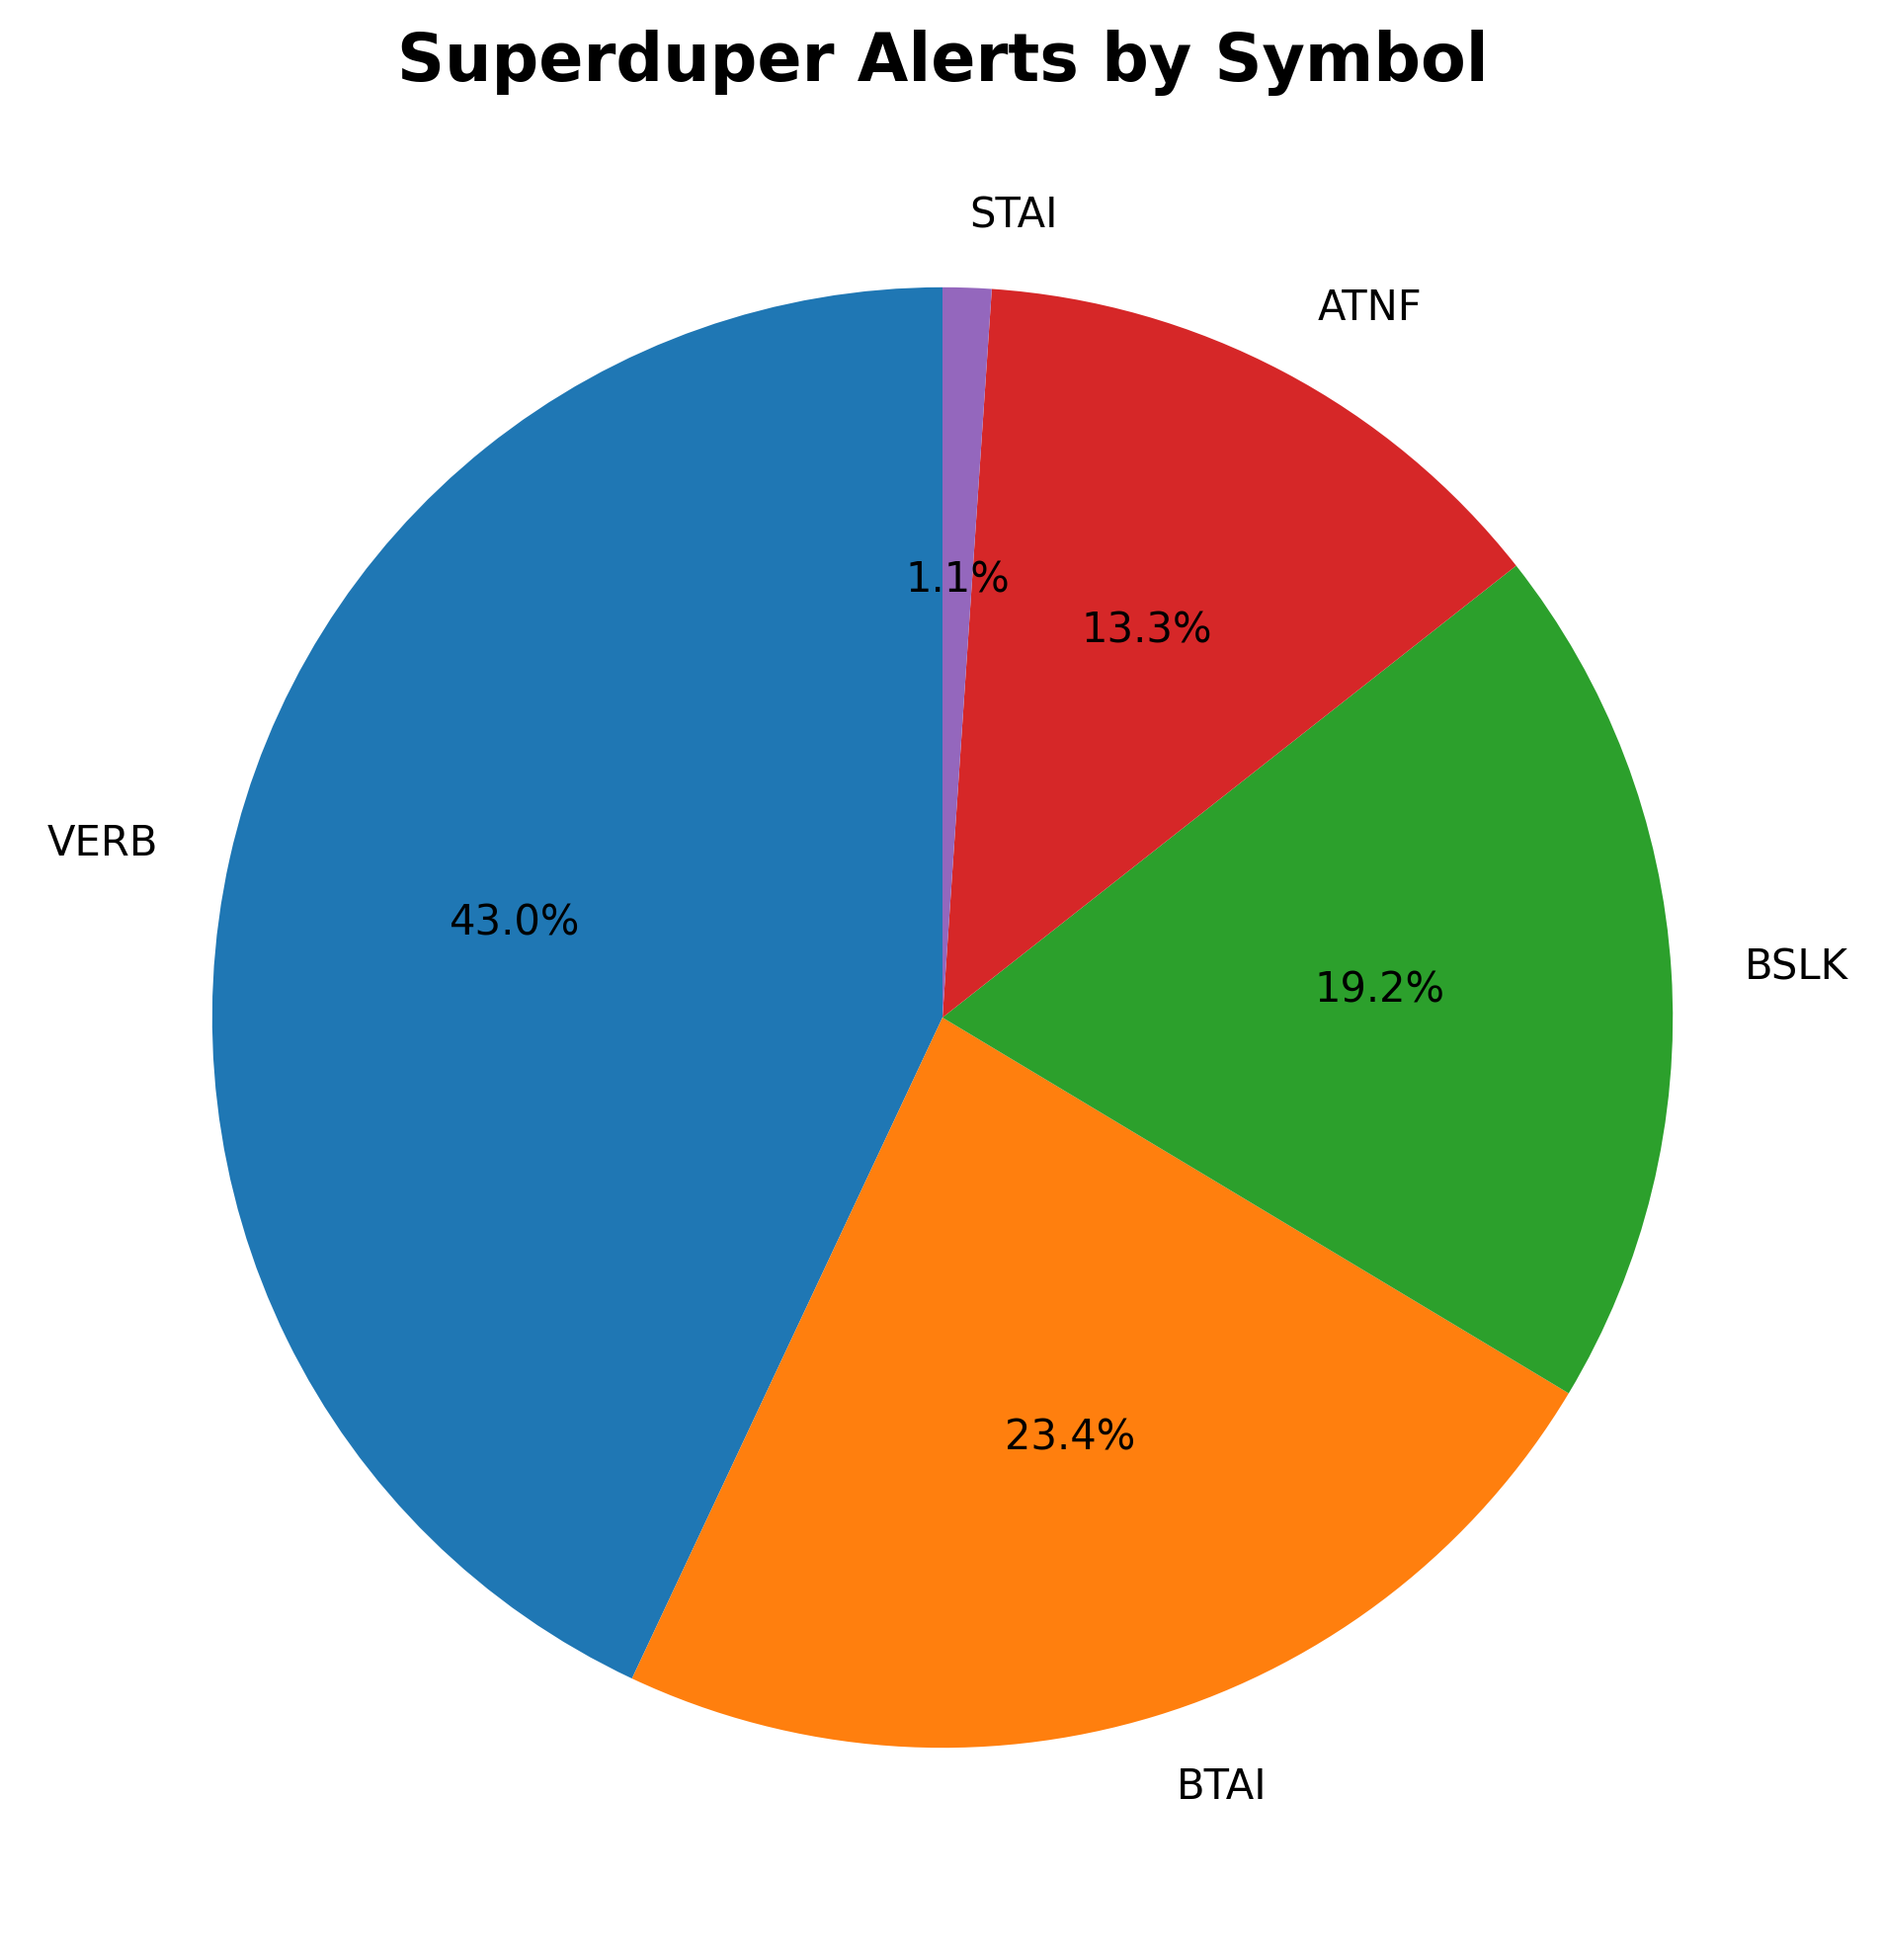 Superduper Alerts by Symbol
STAI
ATNF
1.1%
13.3%
VERB
43.0%
BSLK
19.2%
23.4%
BTAI